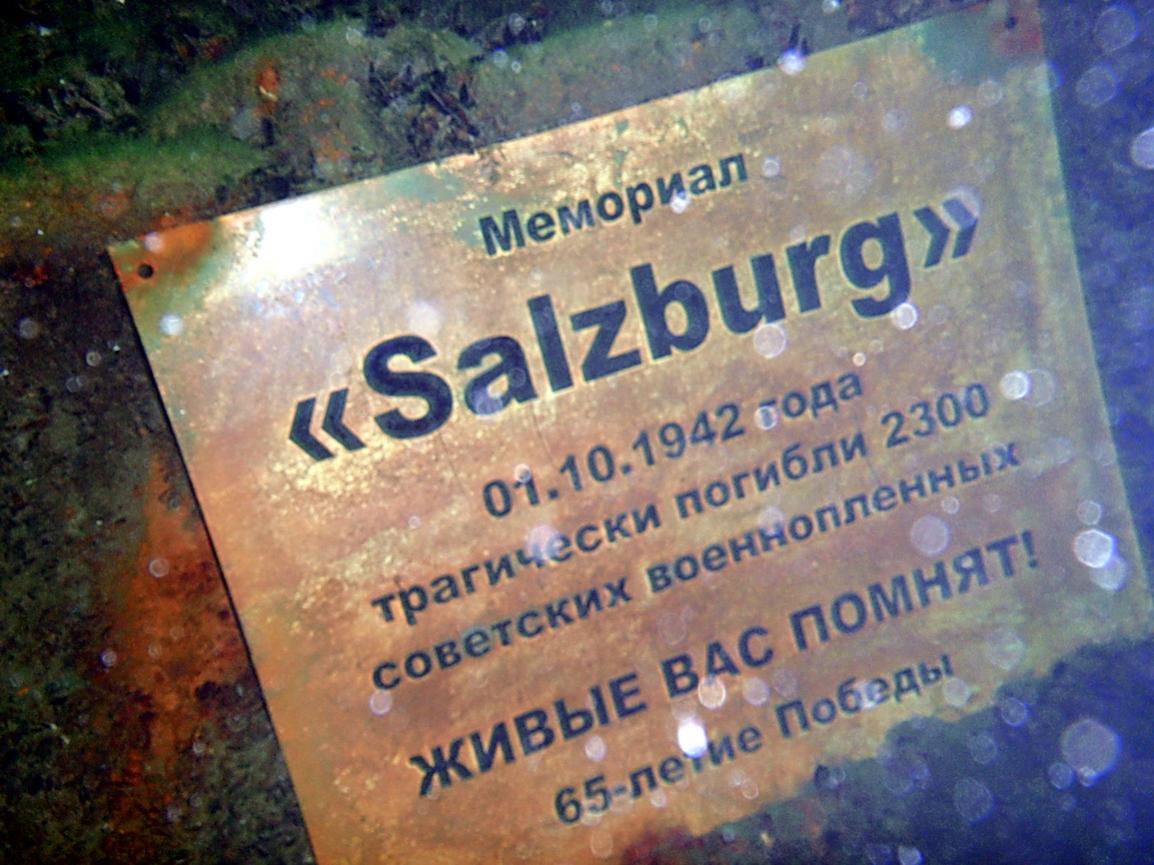 Мемориал
«Salzburg»
01.10.1942 года
трагически погибли 2300
советских военнопленных
ЖИВЫЕ ВАС ПОМНЯТ!
65-летие Победы